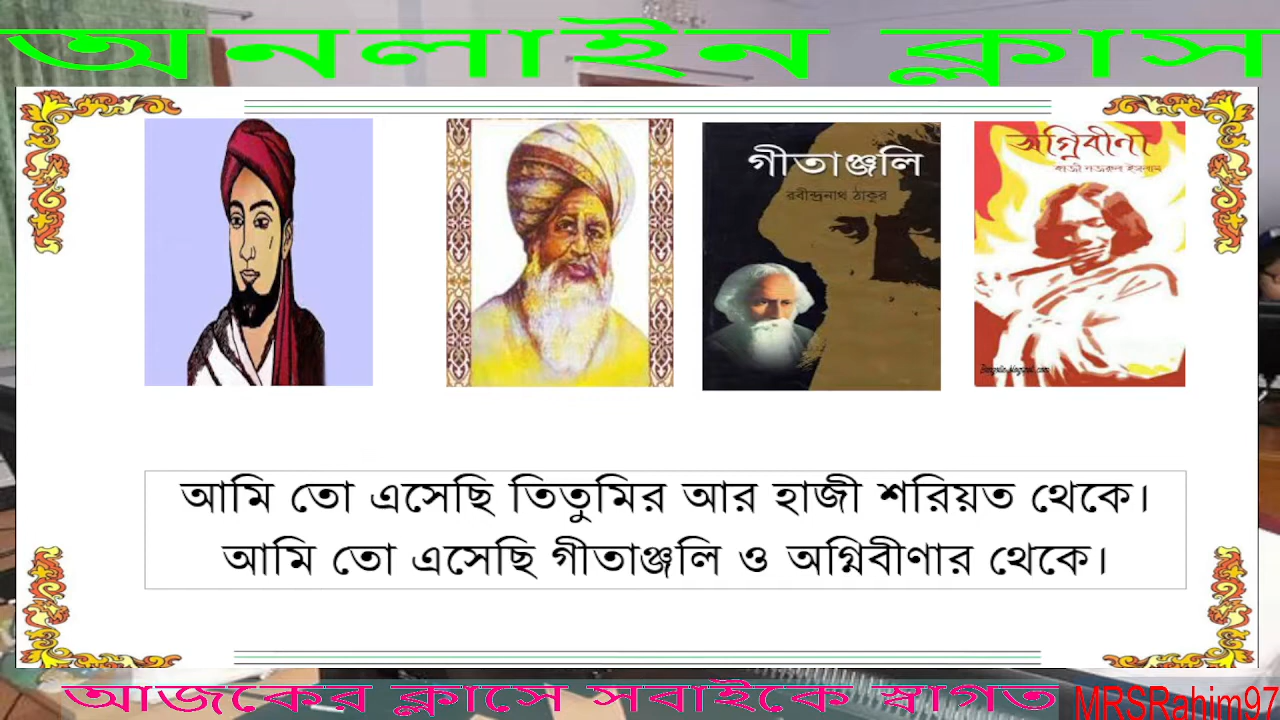 অনলাইন ক্লাস
গীতাঞ্জলি
রবীন্দ্রনাথ ঠাকুর
অগ্নিবীণা
কাজী নজরুল ইসলাম
আমি তো এসেছি তিতুমির আর হাজী শরিয়ত থেকে।
আমি তো এসেছি গীতাঞ্জলি ও অগ্নিবীণার থেকে।
আজকের ক্লাসে সবাইকে স্বাগত
MRSRahim97